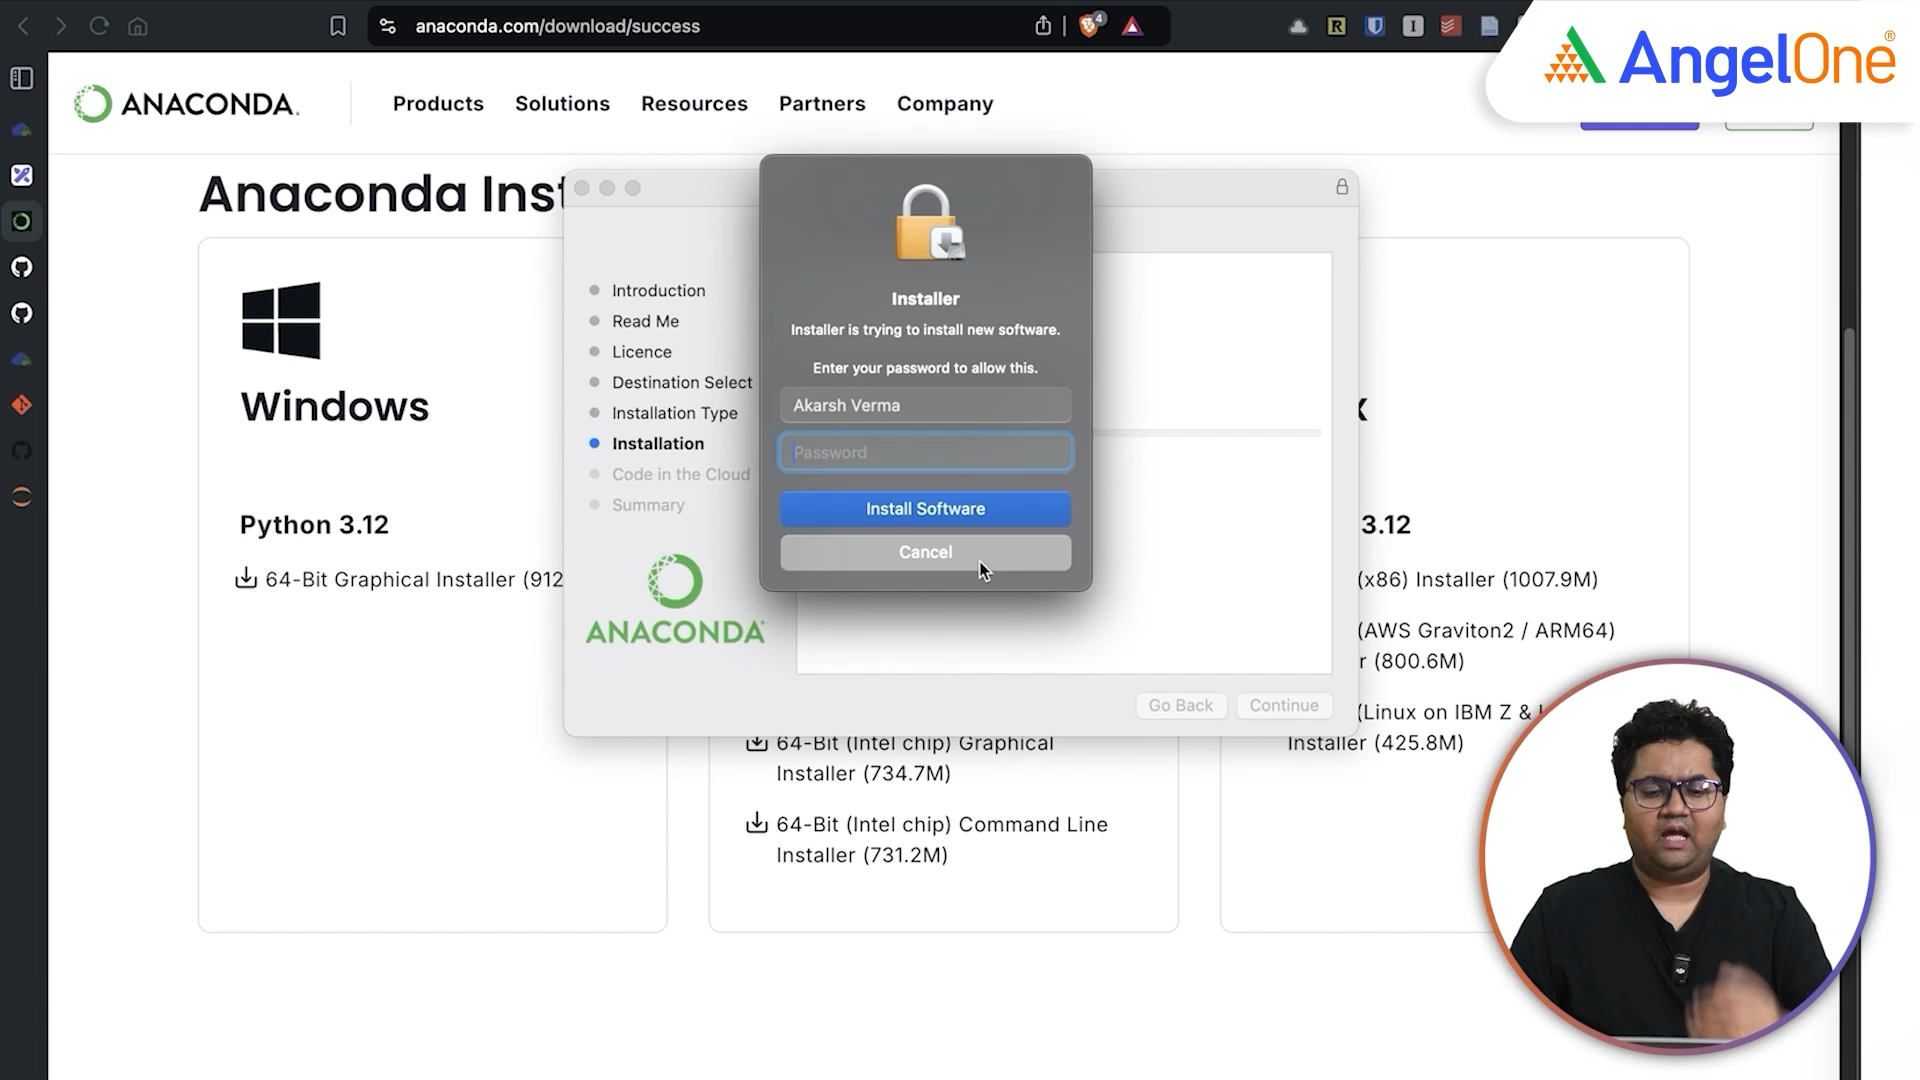 anaconda.com/download/success
4
R
I
AngelOne®
ANACONDA.
Products
Solutions
Resources
Partners
Company
Anaconda Inst
Windows
Python 3.12
64-Bit Graphical Installer (912
Introduction
Read Me
Licence
Destination Select
Installation Type
Installation
Code in the Cloud
Summary
ANACONDA
Installer
Installer is trying to install new software.
Enter your password to allow this.
Akarsh Verma
Password
Install Software
Cancel
Go Back
Continue
64-Bit (Intel chip) Graphical
Installer (734.7M)
64-Bit (Intel chip) Command Line
Installer (731.2M)
x
3.12
(x86) Installer (1007.9M)
(AWS Graviton2 / ARM64)
r (800.6M)
(Linux on IBM Z &
Installer (425.8M)